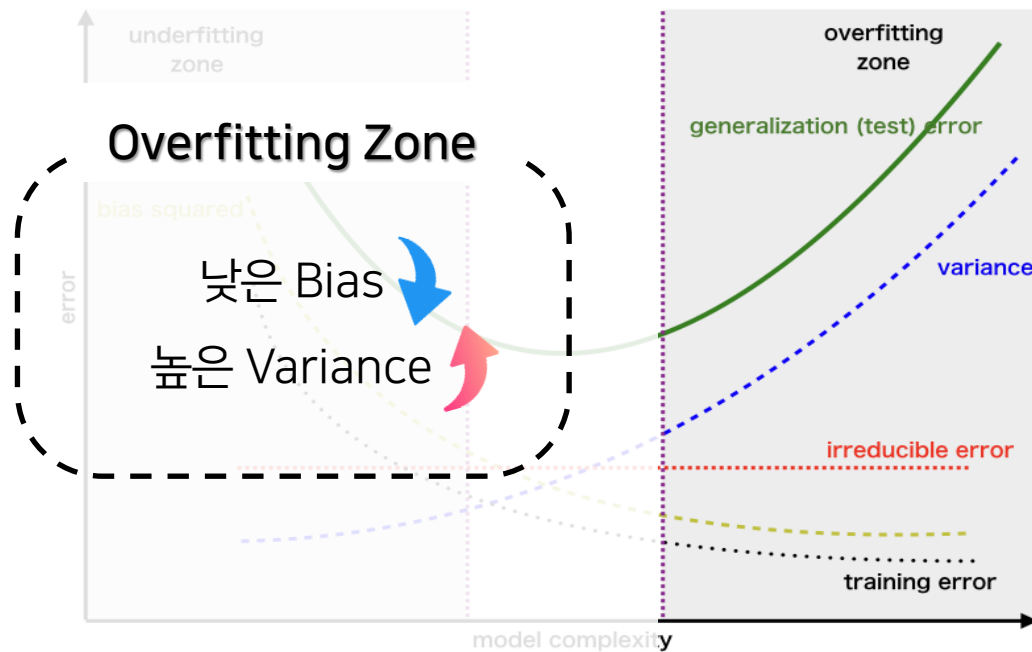 underfitting
zone
overfitting
zone
Overfitting Zone
generalization (test) error
bias squared
낮은 Bias
variance
error
높은 Variance
irreducible error
training error
model complexity